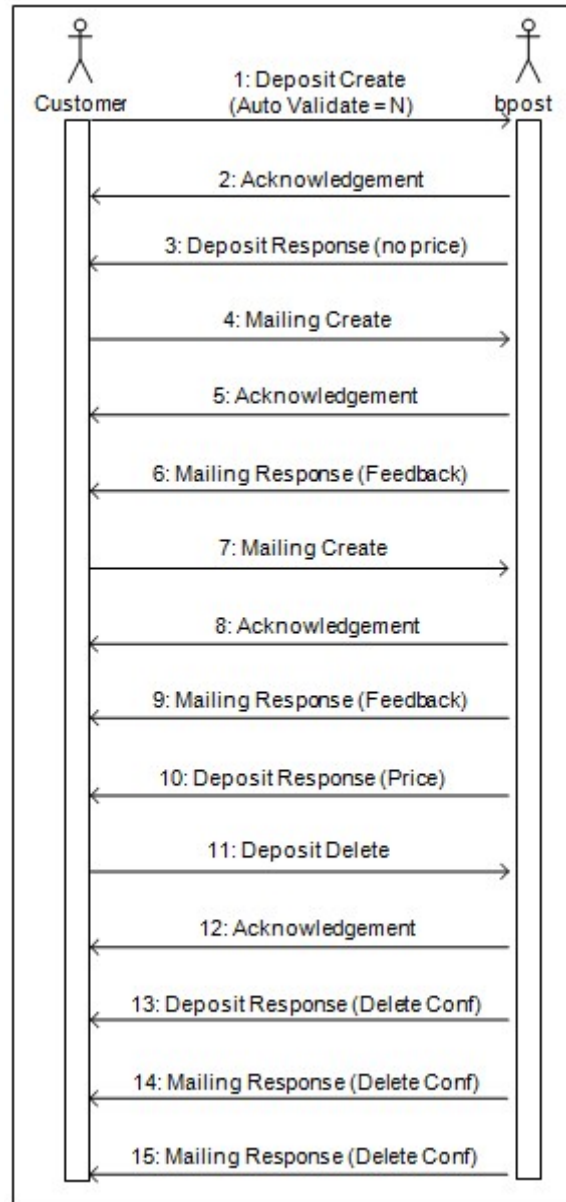 1: Deposit Create
Customer
(Auto Validate = N)
bpost
2: Acknowledgement
3: Deposit Response (no price)
4: Mailing Create
5: Acknowledgement
6: Mailing Response (Feedback)
7: Mailing Create
8: Acknowledgement
9: Mailing Response (Feedback)
10: Deposit Response (Price)
11: Deposit Delete
12: Acknowledgement
13: Deposit Response (Delete Conf)
14: Mailing Response (Delete Conf)
15: Mailing Response (Delete Conf)